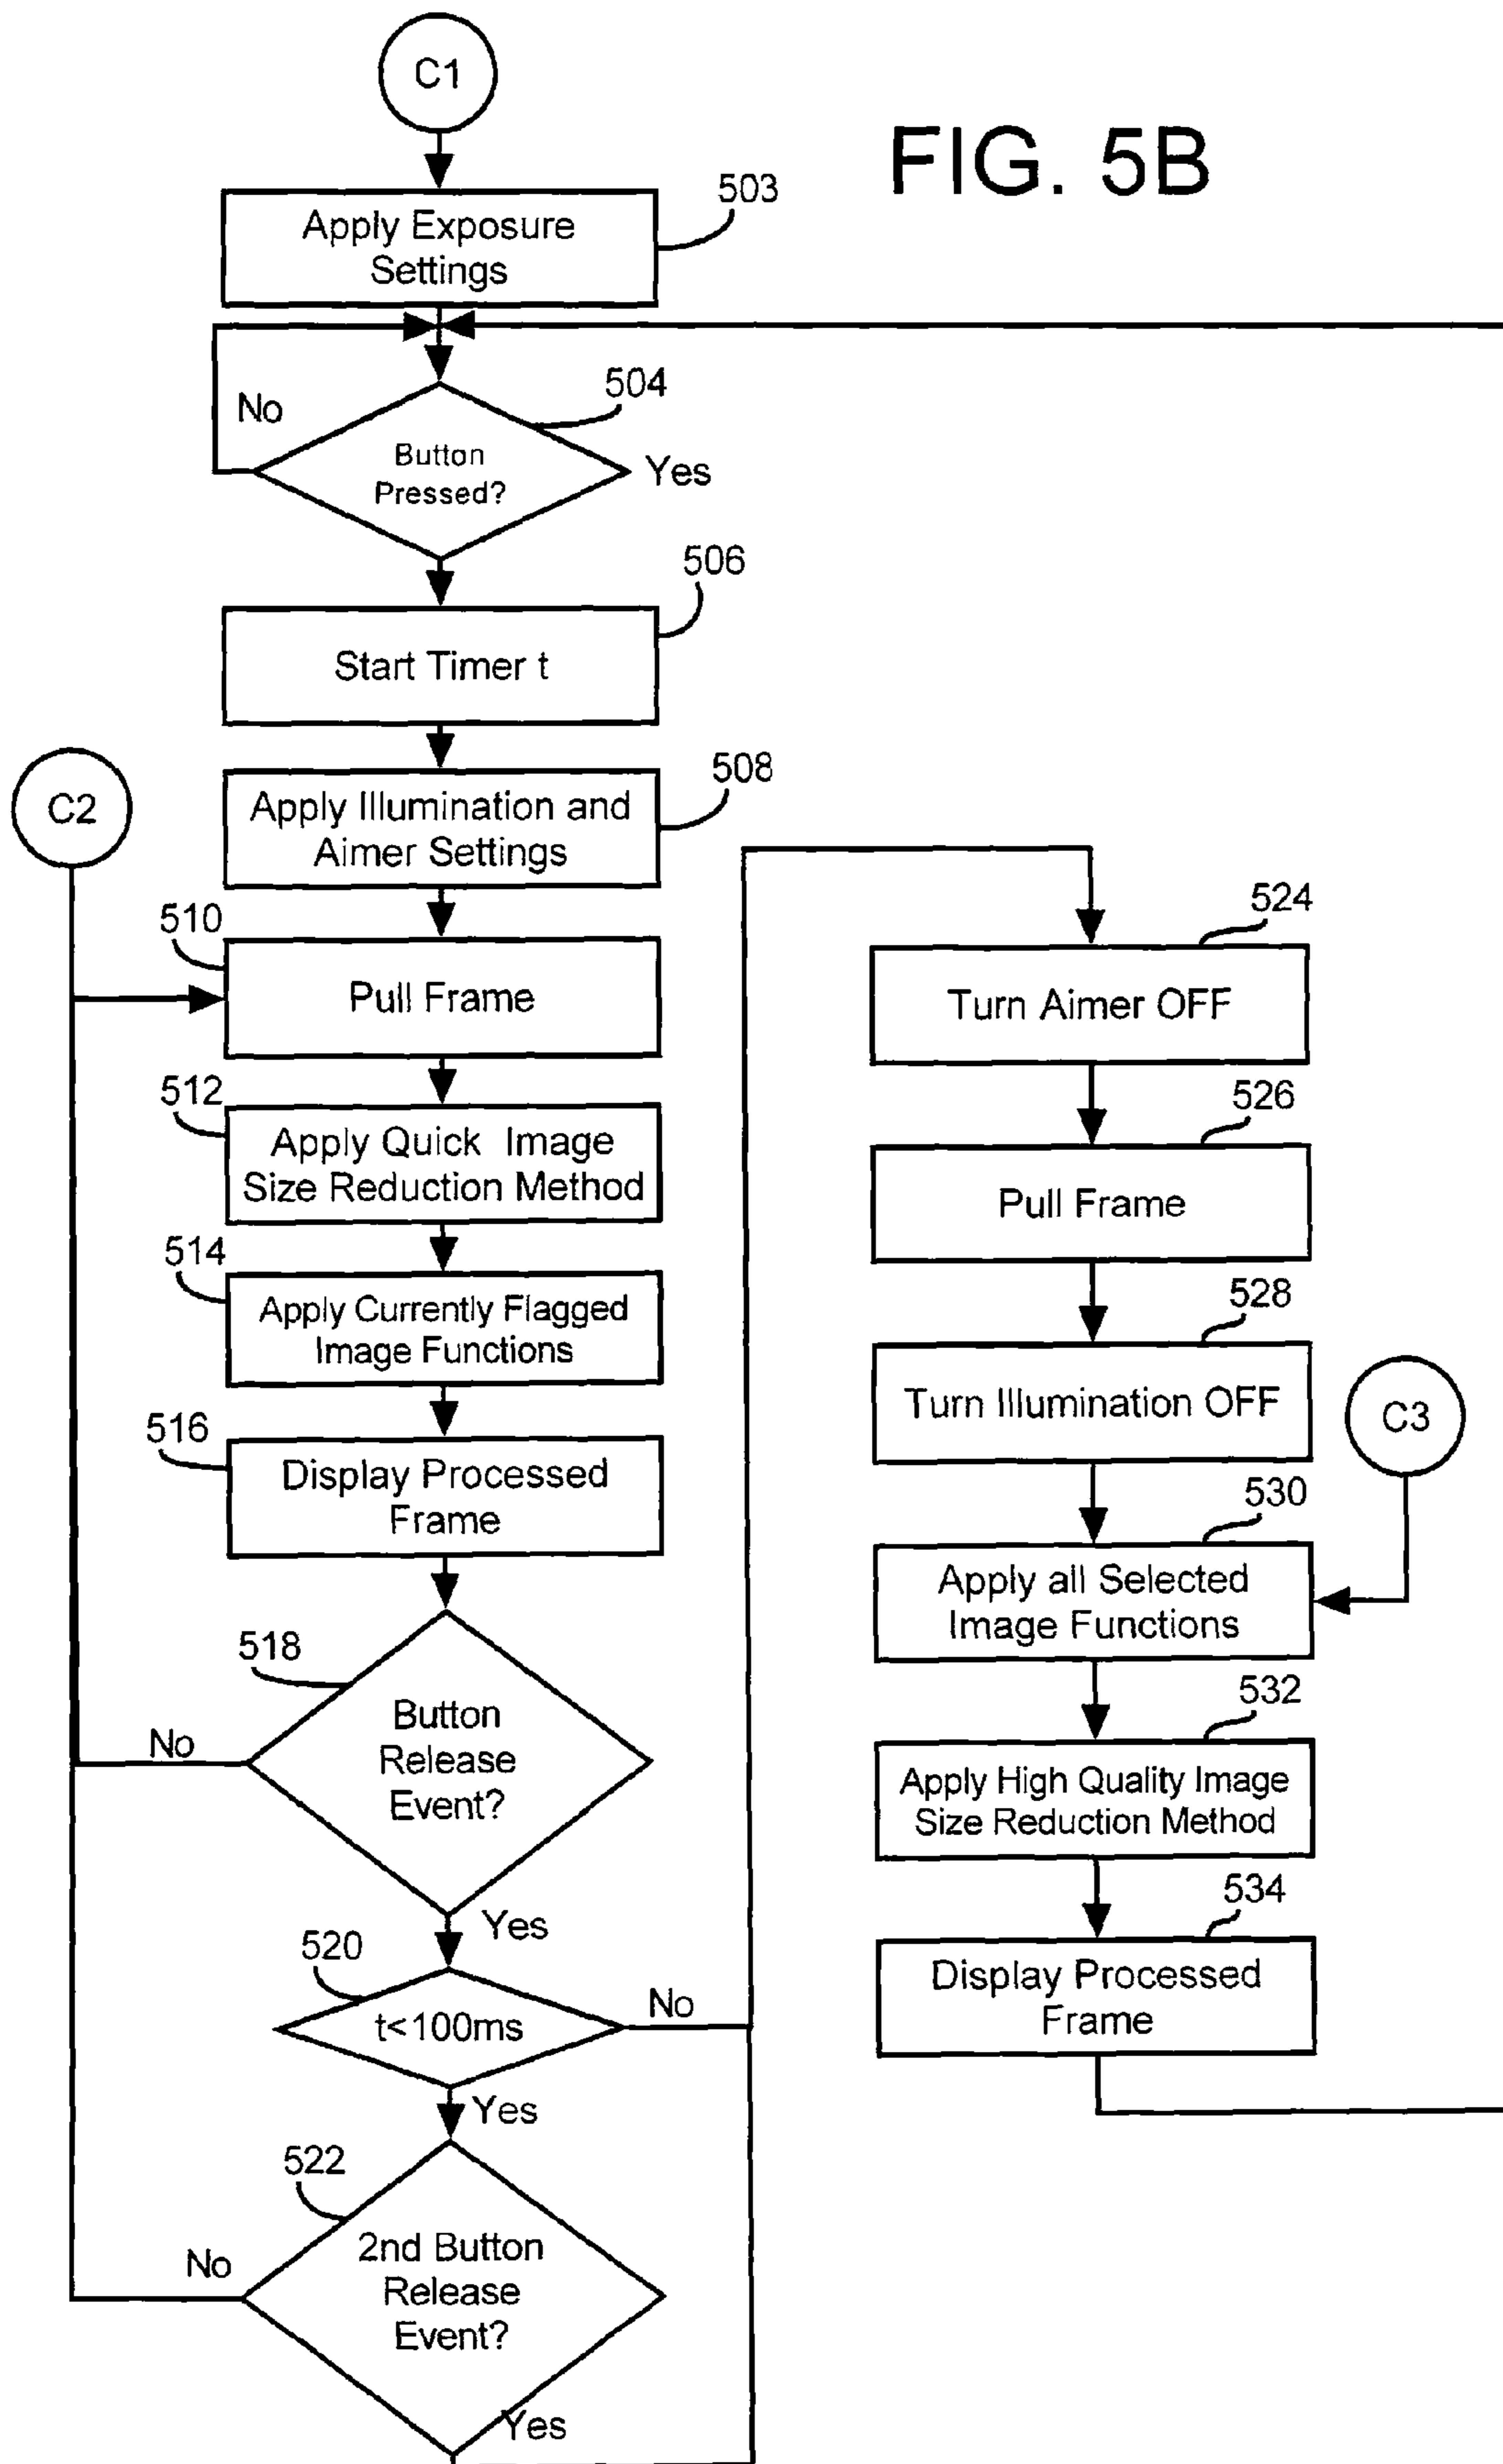 C1
FIG. 5B
503
Apply Exposure
Settings
504
No
Button
Pressed?
Yes
506
Start Timer t
C2
508
Apply Illumination and
Aimer Settings
510
Pull Frame
512
Apply Quick Image
Size Reduction Method
514
Apply Currently Flagged
Image Functions
516
Display Processed
Frame
518
Button
Release
Event?
No
Yes
520
t<100ms
No
Yes
522
2nd Button
Release
Event?
No
Yes
524
Turn Aimer OFF
526
Pull Frame
528
Turn Illumination OFF
C3
530
Apply all Selected
Image Functions
532
Apply High Quality Image
Size Reduction Method
534
Display Processed
Frame